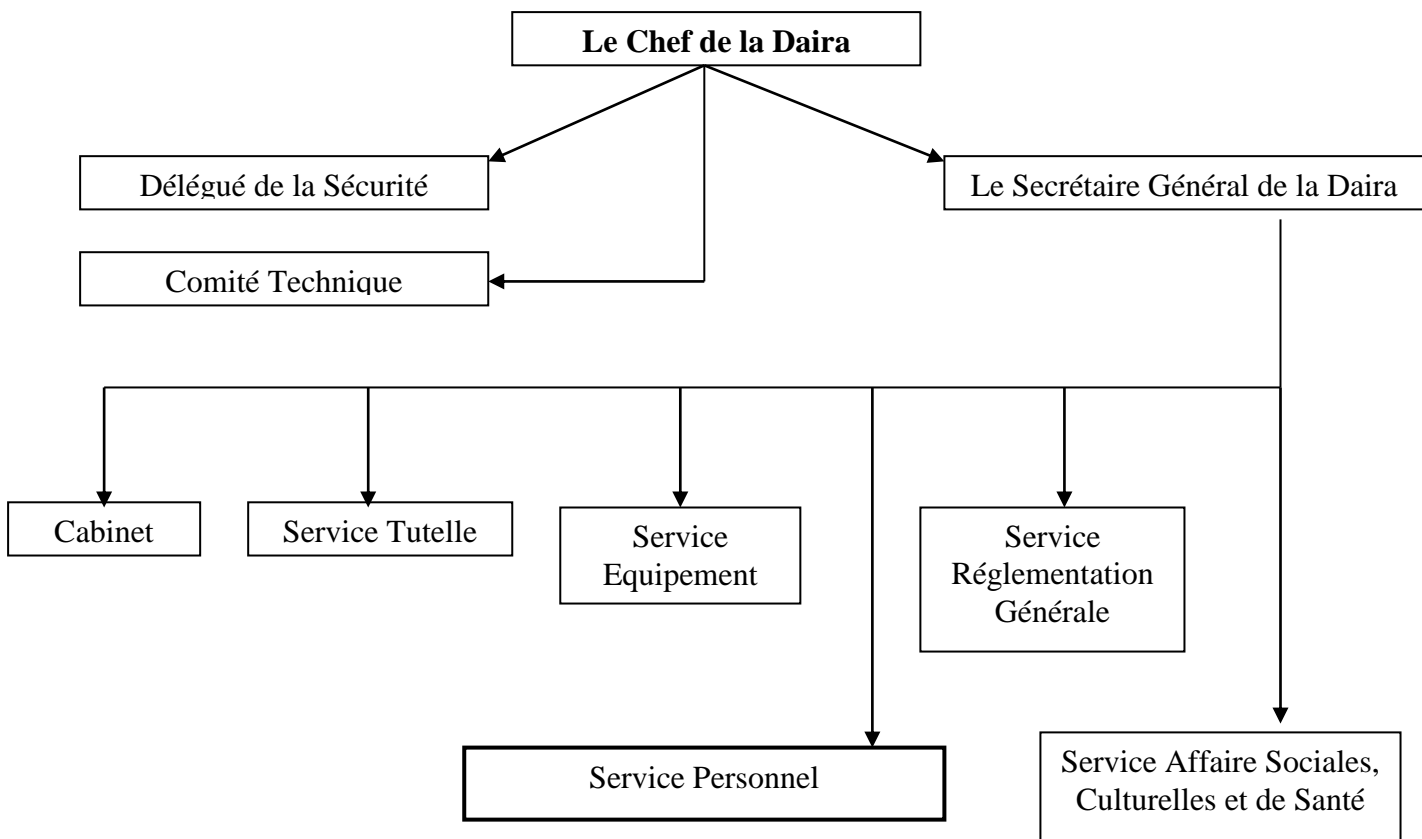 Le Chef de la Daira
Délégué de la Sécurité
Le Secrétaire Général de la Daira
Comité Technique
Cabinet
Service Tutelle
Service
Equipement
Service
Réglementation
Générale
Service Personnel
Service Affaire Sociales,
Culturelles et de Santé